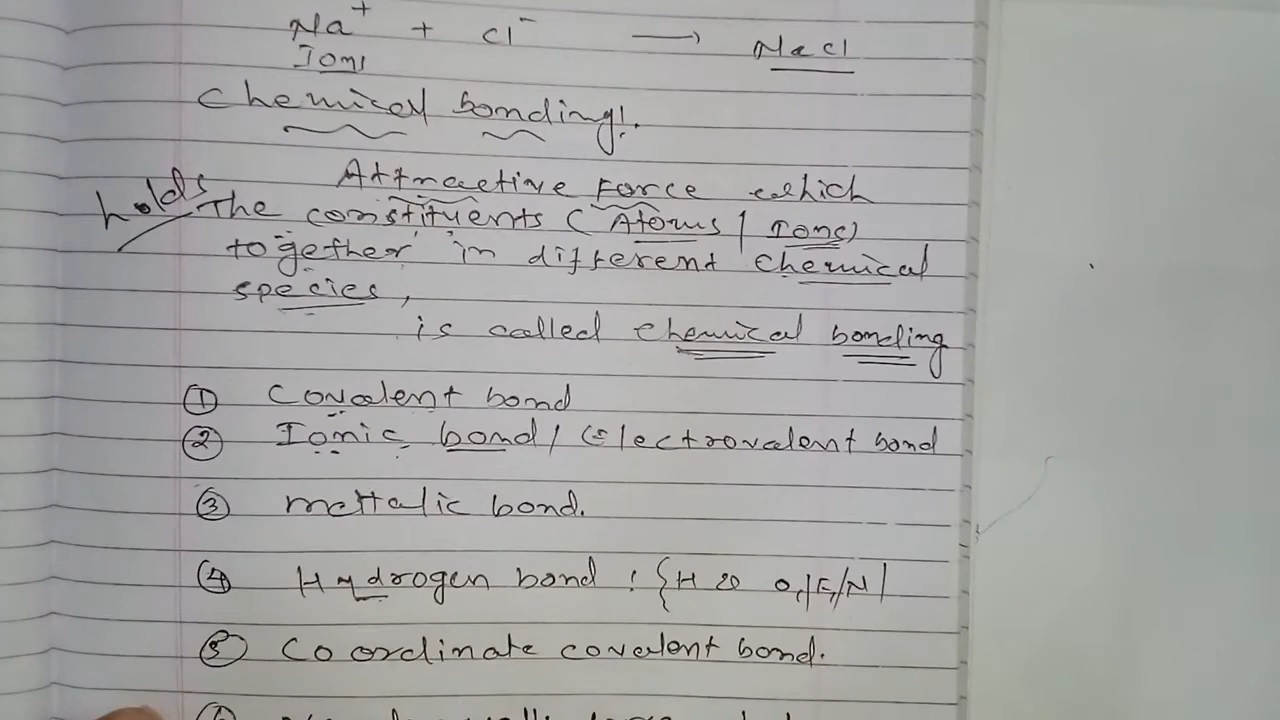 Na⁺ + Cl⁻ → NaCl
Ions
Chemical bonding:
Attractive Force which
holds The constituents (Atoms / Ions)
together in different chemical
species,
is called chemical bonding
① Covalent bond
② Ionic bond / Electrovalent bond
③ mettalic bond.
④ Hydrogen bond : {H O, F, N
⑤ Coordinate covalent bond.